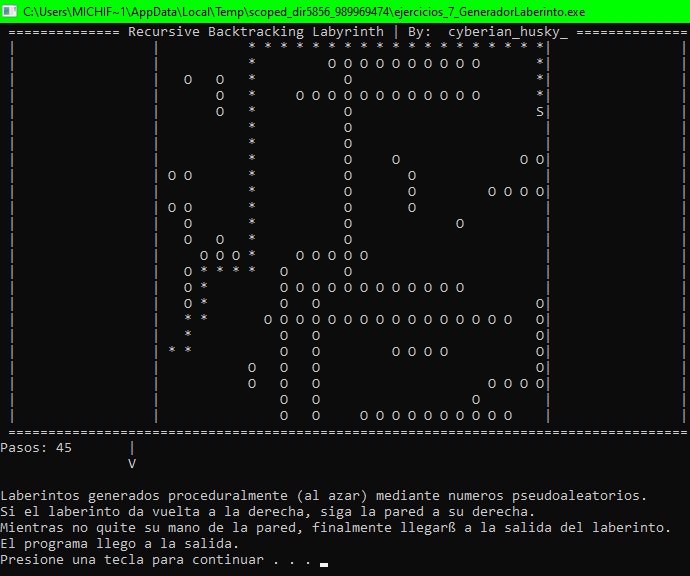 C:\Users\MICHIF~1\AppData\Local\Temp\scoped_dir5856_989969474\ejercicios_7_GeneradorLaberinto.exe
============== Recursive Backtracking Labyrinth | By:  cyberian_husky_ ==============
| | * * * * * * * * * * * * * * * * * * *| |
| | * O O O O O O O O O O *| |
| | O O * O *| |
| | O * O O O O O O O O O O O O *| |
| | O * O S| |
| | * O | |
| | * O | |
| | * O O O O| |
| | O O * O O | |
| | * O O O O O O| |
| | O O * O O | |
| | O * O O | |
| | O O * O | |
| | O O O * O O O O O | |
| | O * * * * O O | |
| | O * O O O O O O O O O O O O | |
| | O * O O O| |
| | * * O O O O O O O O O O O O O O O O O| |
| | * O O O| |
| | * * O O O O O O O| |
| | O O O O| |
| | O O O O O O O| |
| | O O O | |
| | O O O O O O O O O O O O | |
=====================================================================================
Pasos: 45 |
V
Laberintos generados proceduralmente (al azar) mediante numeros pseudoaleatorios.
Si el laberinto da vuelta a la derecha, siga la pared a su derecha.
Mientras no quite su mano de la pared, finalmente llegarß a la salida del laberinto.
El programa llego a la salida.
Presione una tecla para continuar . . .